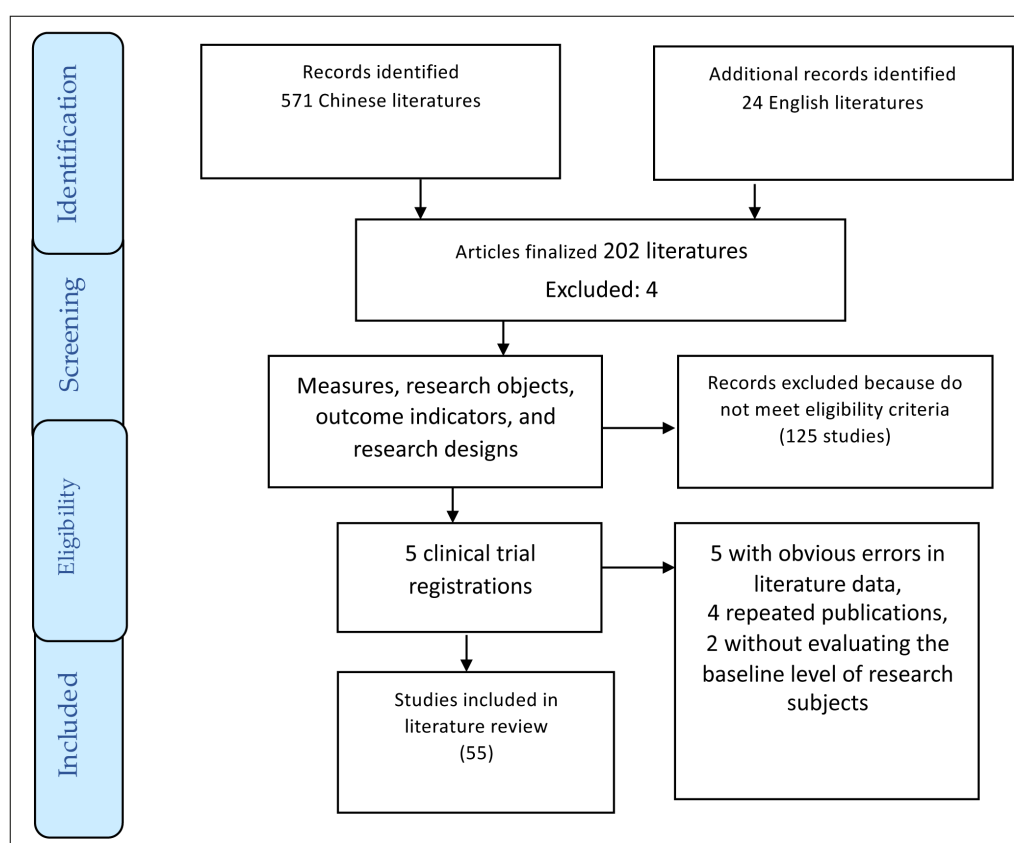 Identification
Records identified
571 Chinese literatures
Additional records identified
24 English literatures
Screening
Articles finalized 202 literatures
Excluded: 4
Measures, research objects,
outcome indicators, and
research designs
Records excluded because do
not meet eligibility criteria
(125 studies)
Eligibility
5 clinical trial
registrations
5 with obvious errors in
literature data,
4 repeated publications,
2 without evaluating the
baseline level of research
subjects
Included
Studies included in
literature review
(55)